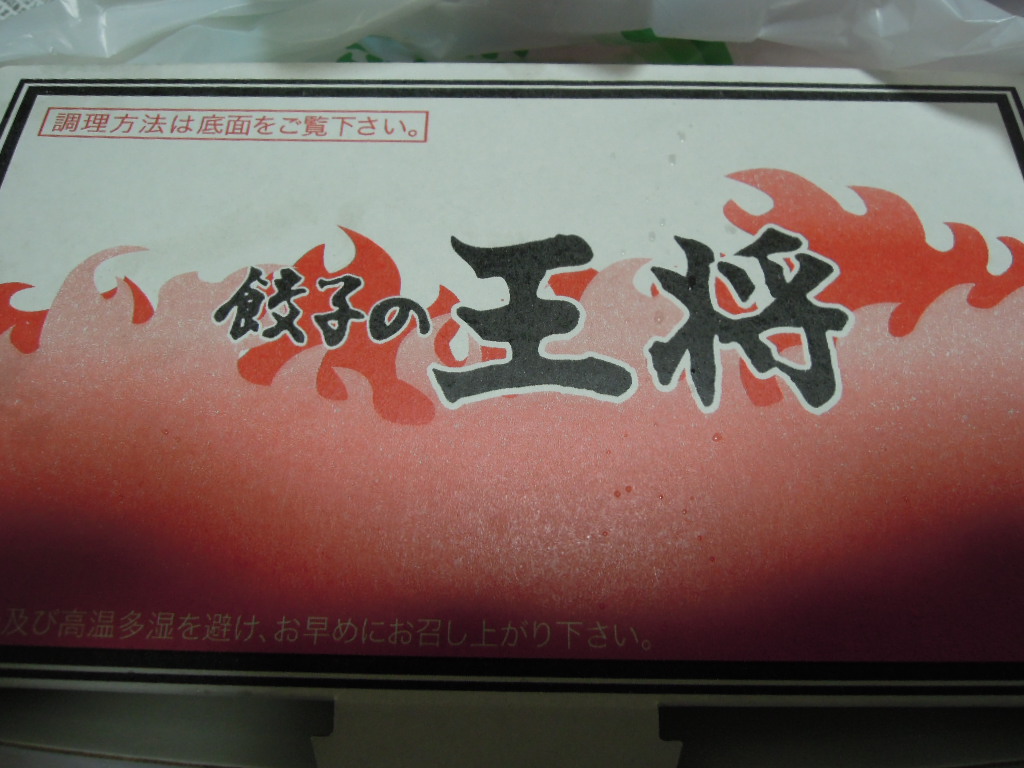 調理方法は底面をご覧下さい。
餃子の王将
及び高温多湿を避け、お早めにお召し上がり下さい。